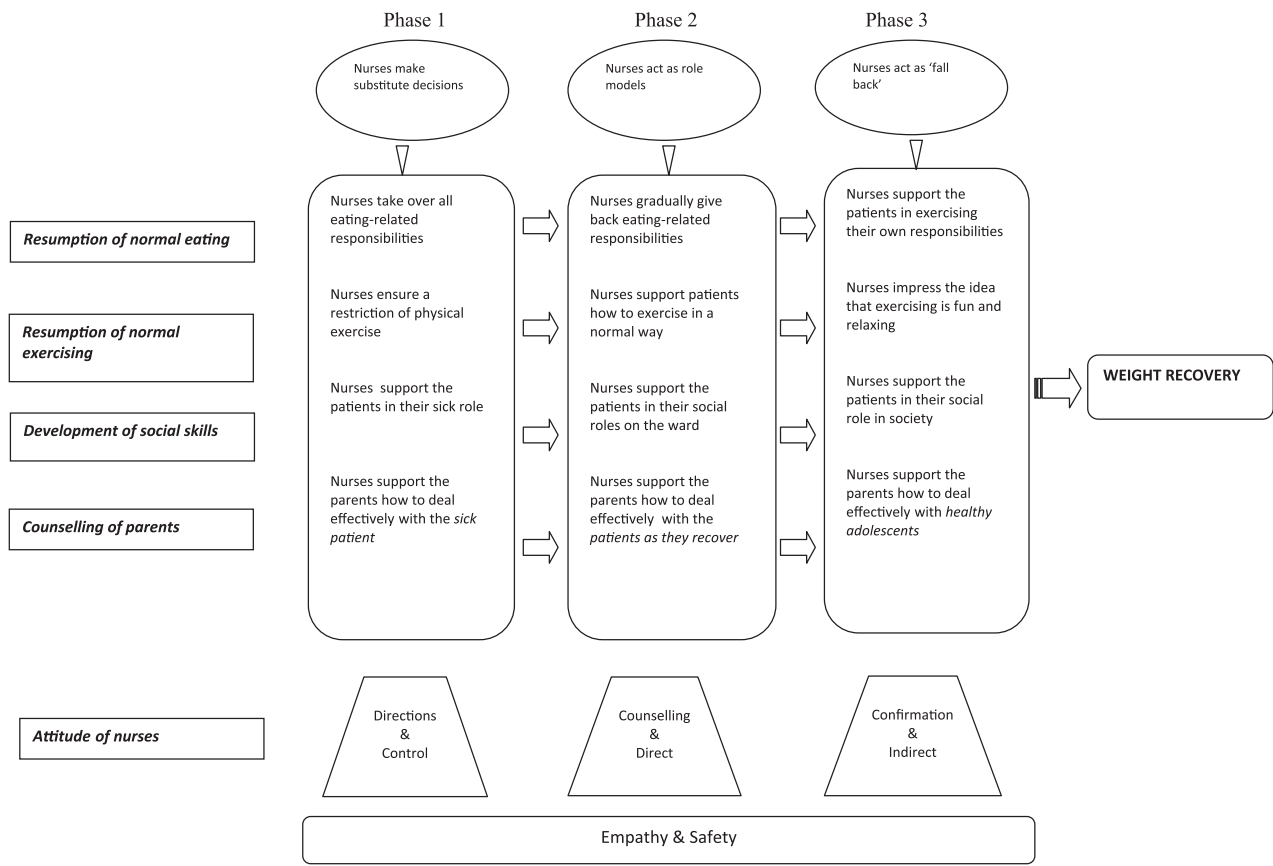 Phase 1
Phase 2
Phase 3
Nurses make
substitute decisions
Nurses act as role
models
Nurses act as ‘fall
back’
Resumption of normal eating
Nurses take over all
eating-related
responsibilities
Nurses gradually give
back eating-related
responsibilities
Nurses support the
patients in exercising
their own responsibilities
Resumption of normal
exercising
Nurses ensure a
restriction of physical
exercise
Nurses support patients
how to exercise in a
normal way
Nurses impress the idea
that exercising is fun and
relaxing
Development of social skills
Nurses support the
patients in their sick role
Nurses support the
patients in their social
roles on the ward
Nurses support the
patients in their social
role in society
Counselling of parents
Nurses support the
parents how to deal
effectively with the sick
patient
Nurses support the
parents how to deal
effectively with the
patients as they recover
Nurses support the
parents how to deal
effectively with healthy
adolescents
WEIGHT RECOVERY
Attitude of nurses
Directions
&
Control
Counselling
&
Direct
Confirmation
&
Indirect
Empathy & Safety